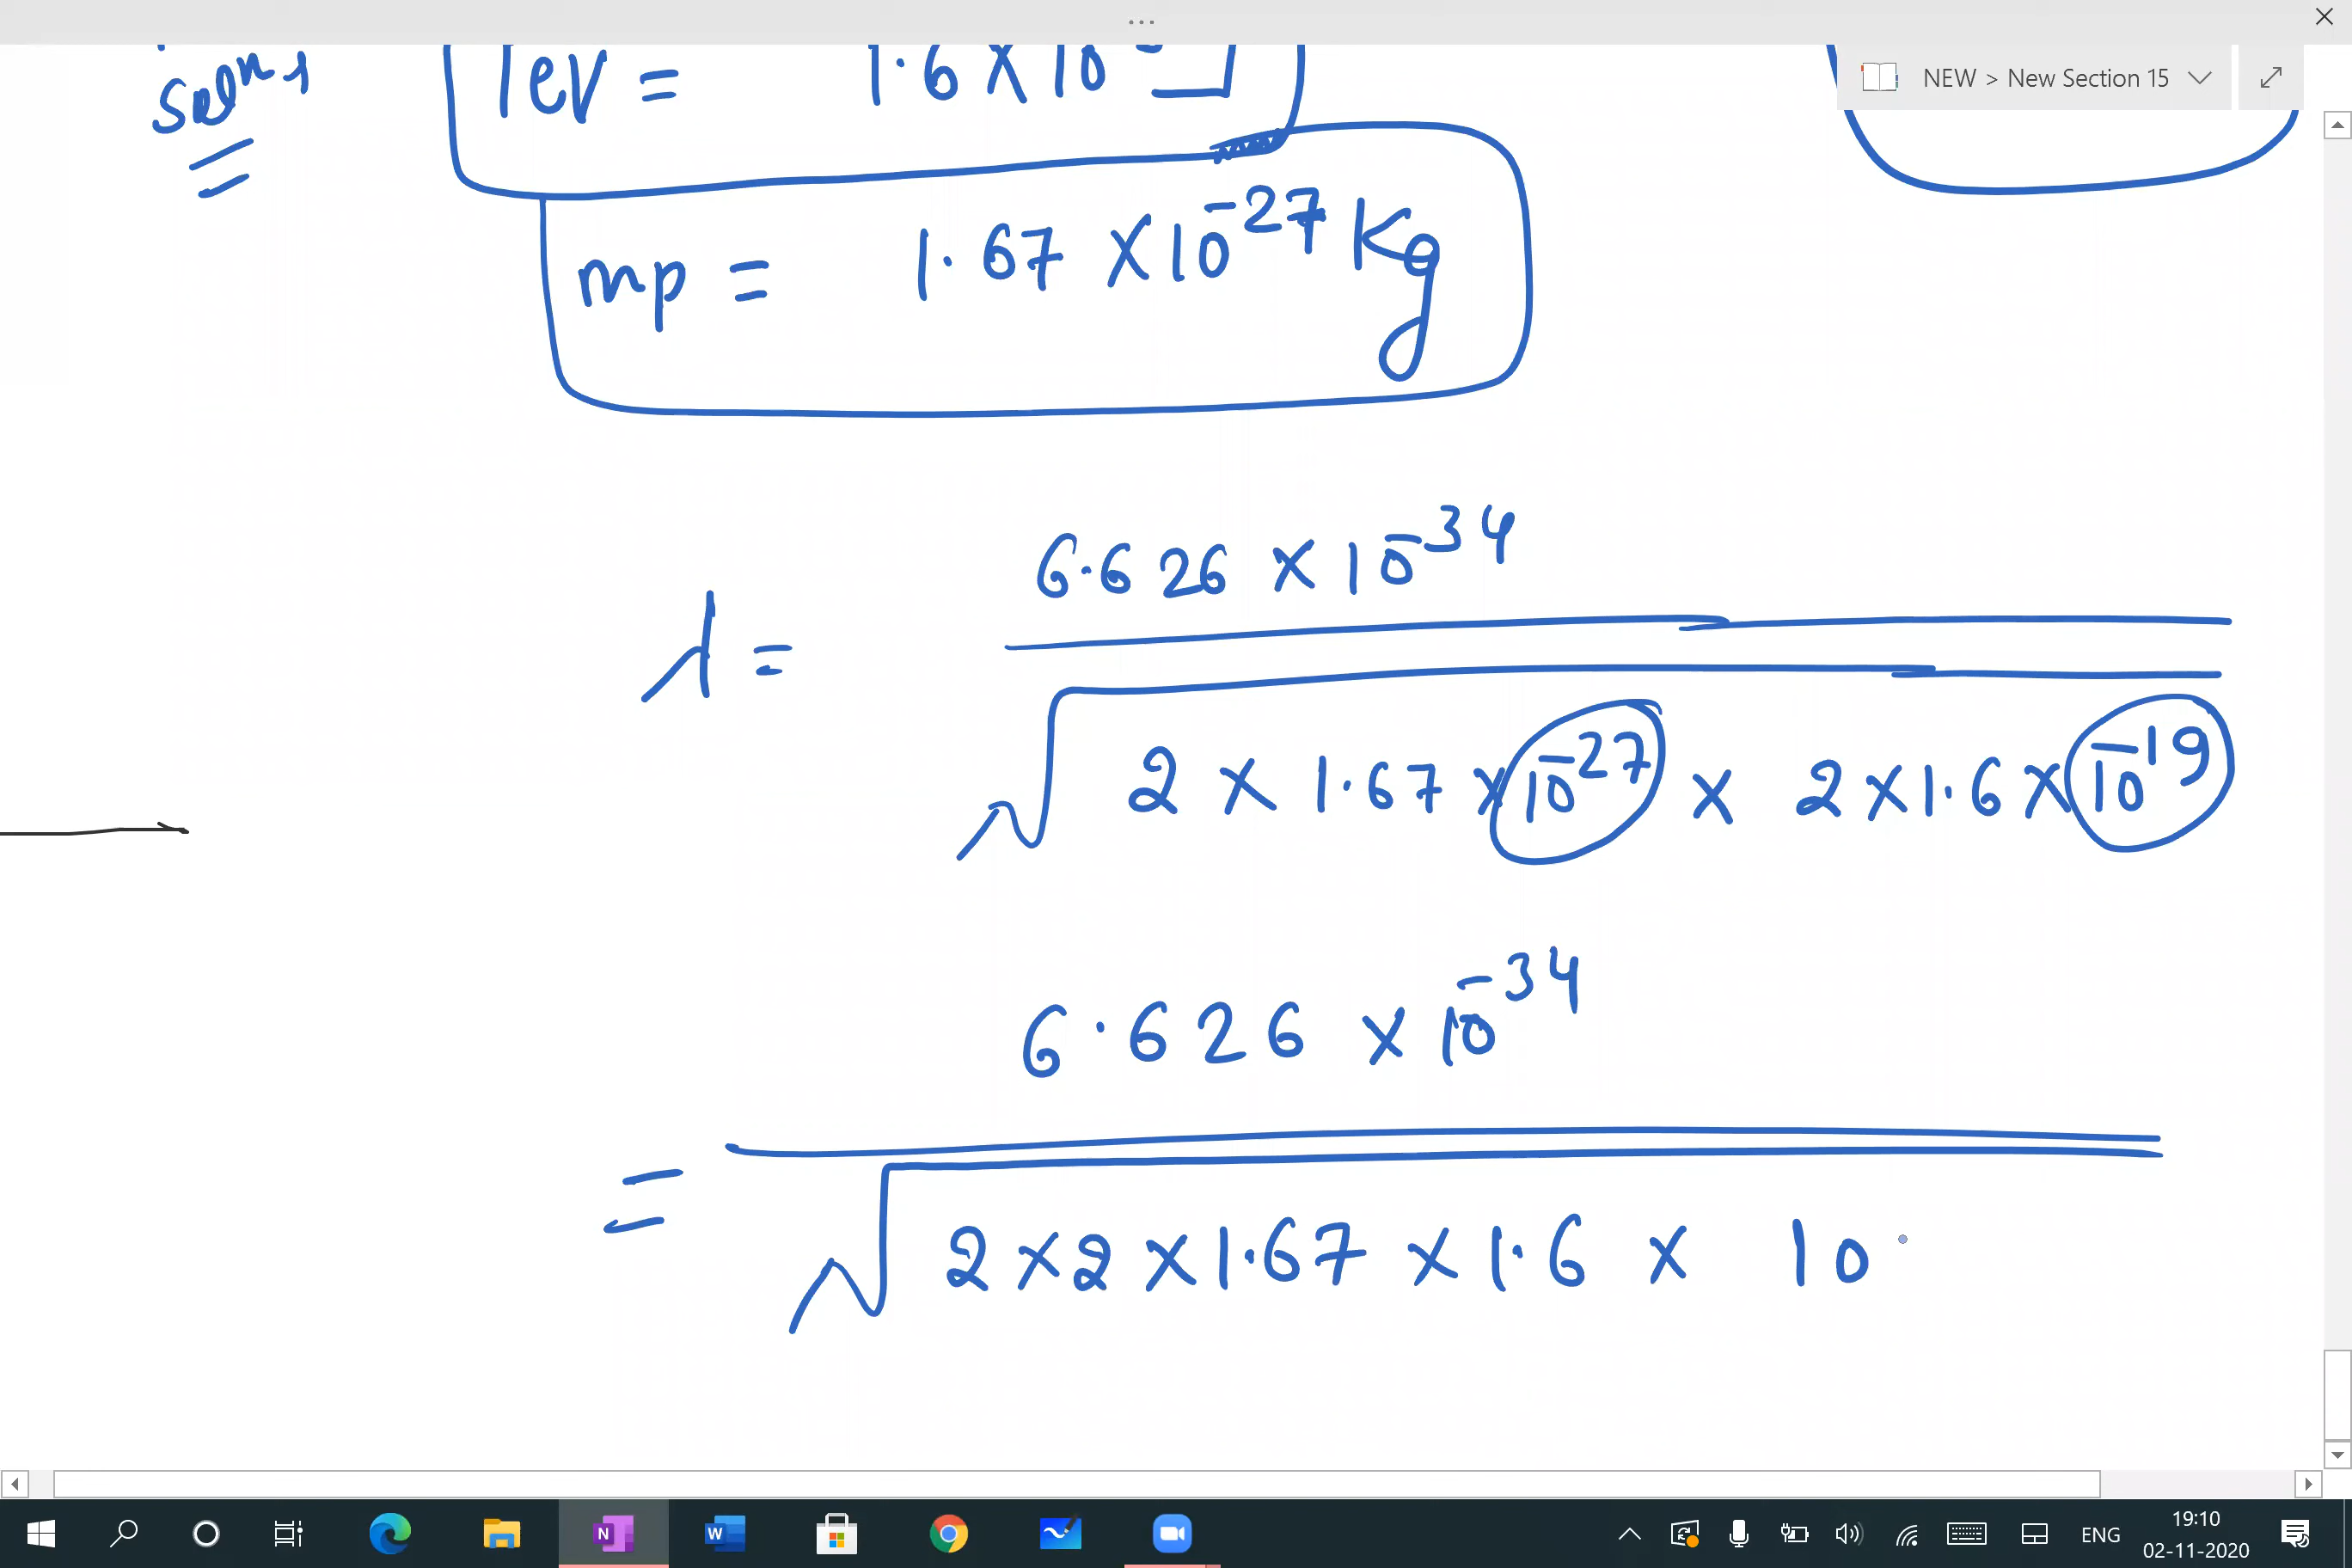 ...
NEW > New Section 15
Solⁿ,
1eV = 1.6 × 10
mp = 1.67 × 10⁻²⁷ Kg
6.626 × 10⁻³⁴
λ =
√2 × 1.67 × 10⁻²⁷ × 2 × 1.6 × 10⁻¹⁹
6.626 × 10⁻³⁴
=
√2 × 2 × 1.67 × 1.6 × 10
N
W
ENG
19:10
02-11-2020